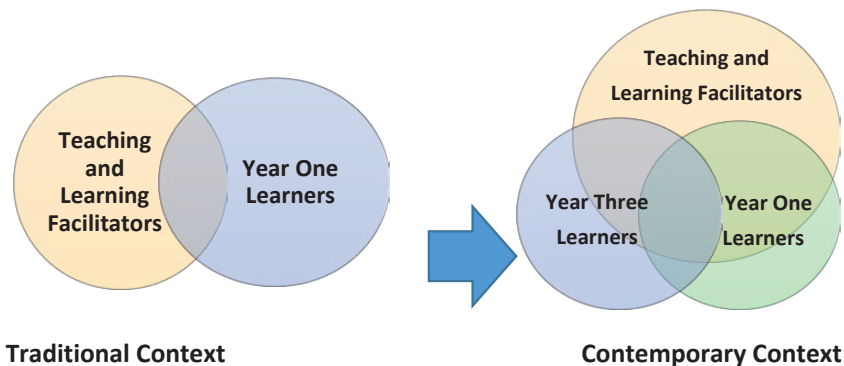 Teaching
and
Learning
Facilitators
Year One
Learners
Teaching and
Learning Facilitators
Year Three
Learners
Year One
Learners
Traditional Context
Contemporary Context